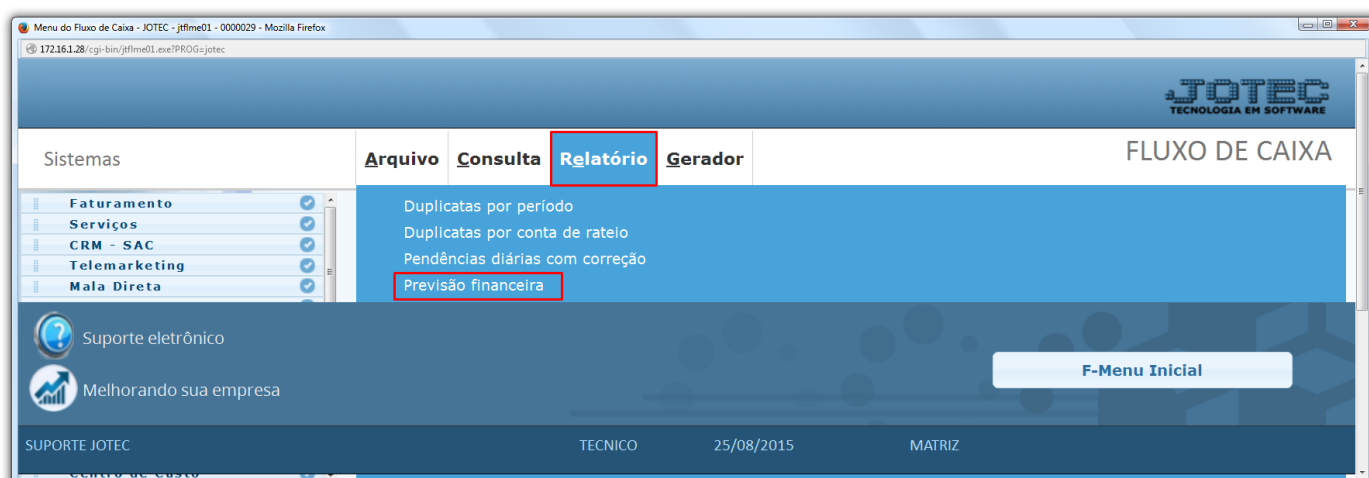 Menu do Fluxo de Caixa - JOTEC - jtflme01 - 0000029 - Mozilla Firefox
172.16.1.28/cgi-bin/jtflme01.exe?PROG=jotec
JOTEC
TECNOLOGIA EM SOFTWARE
Sistemas
Arquivo Consulta Relatório Gerador
FLUXO DE CAIXA
Faturamento
Serviços
CRM - SAC
Telemarketing
Mala Direta
Duplicatas por período
Duplicatas por conta de rateio
Pendências diárias com correção
Previsão financeira
Suporte eletrônico
Melhorando sua empresa
F-Menu Inicial
SUPORTE JOTEC TECNICO 25/08/2015 MATRIZ
Centro de Custo